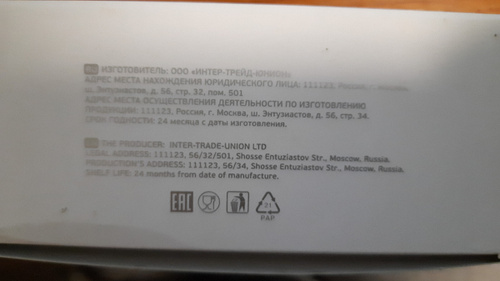 RU ИЗГОТОВИТЕЛЬ: ООО «ИНТЕР-ТРЕЙД-ЮНИОН»
АДРЕС МЕСТА НАХОЖДЕНИЯ ЮРИДИЧЕСКОГО ЛИЦА: 111123, Россия, г. Москва,
ш. Энтузиастов, д. 56, стр. 32, пом. 501
АДРЕС МЕСТА ОСУЩЕСТВЛЕНИЯ ДЕЯТЕЛЬНОСТИ ПО ИЗГОТОВЛЕНИЮ
ПРОДУКЦИИ: 111123, Россия, г. Москва, ш. Энтузиастов, д. 56, стр. 34.
СРОК ГОДНОСТИ: 24 месяца с даты изготовления.
THE PRODUCER: INTER-TRADE-UNION LTD
LEGAL ADDRESS: 111123, 56/32/501, Shosse Entuziastov Str., Moscow, Russia.
PRODUCTION'S ADDRESS: 111123, 56/34, Shosse Entuziastov Str., Moscow, Russia.
SHELF LIFE: 24 months from date of manufacture.
EAC
21
PAP